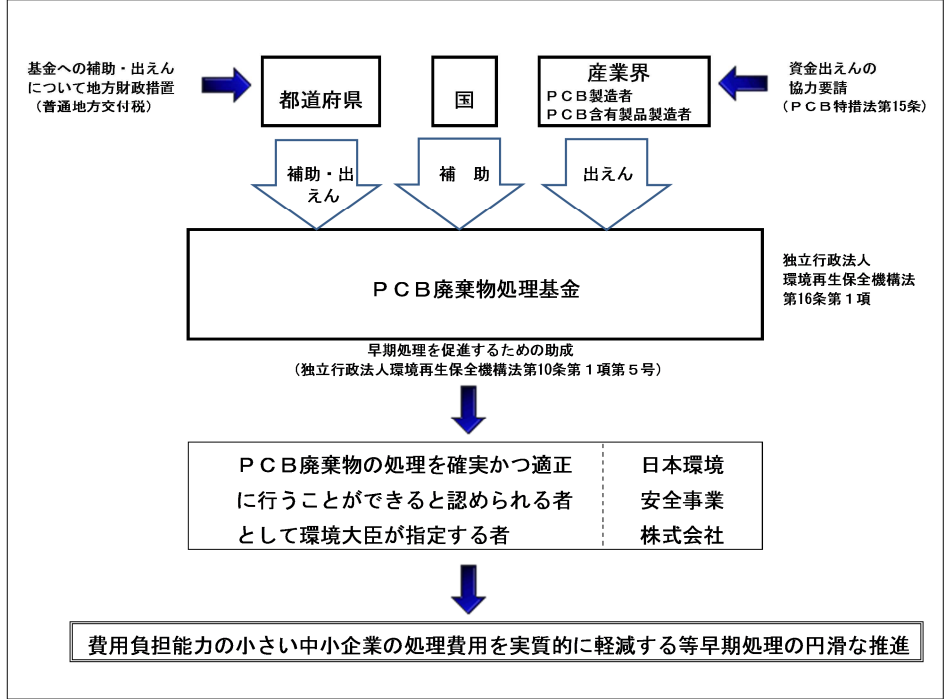 基金への補助・出えん
について地方財政措置
（普通地方交付税）
都道府県
国
産業界
ＰＣＢ製造者
ＰＣＢ含有製品製造者
資金出えんの
協力要請
（ＰＣＢ特措法第15条）
補助・出
えん
補　助
出えん
ＰＣＢ廃棄物処理基金
独立行政法人
環境再生保全機構法
第16条第１項
早期処理を促進するための助成
（独立行政法人環境再生保全機構法第10条第１項第５号）
ＰＣＢ廃棄物の処理を確実かつ適正
に行うことができると認められる者
として環境大臣が指定する者
日本環境
安全事業
株式会社
費用負担能力の小さい中小企業の処理費用を実質的に軽減する等早期処理の円滑な推進